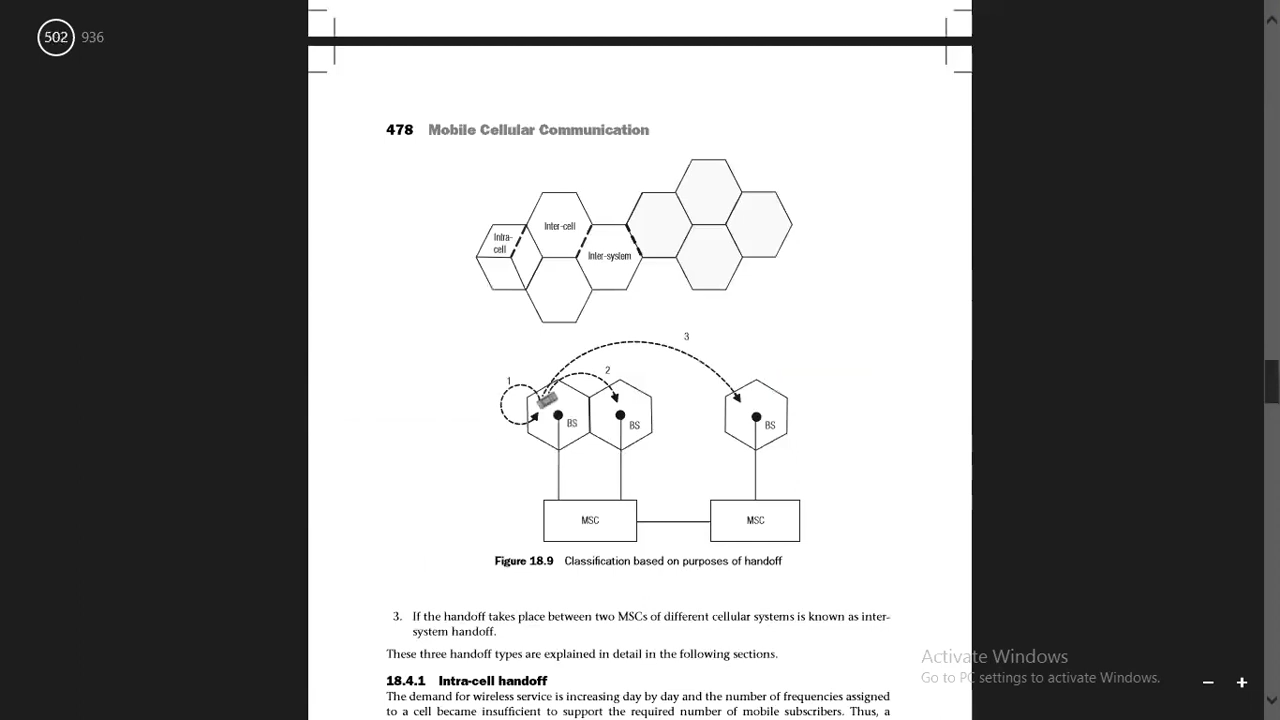 502 936
478 Mobile Cellular Communication
Inter-cell
Intra-
cell
Inter-system
3
2
1
BS
BS
BS
MSC
MSC
Figure 18.9 Classification based on purposes of handoff
3. If the handoff takes place between two MSCs of different cellular systems is known as inter-
system handoff.
These three handoff types are explained in detail in the following sections.
18.4.1 Intra-cell handoff
The demand for wireless service is increasing day by day and the number of frequencies assigned
to a cell became insufficient to support the required number of mobile subscribers. Thus, a
Activate Windows
Go to PC settings to activate Windows.